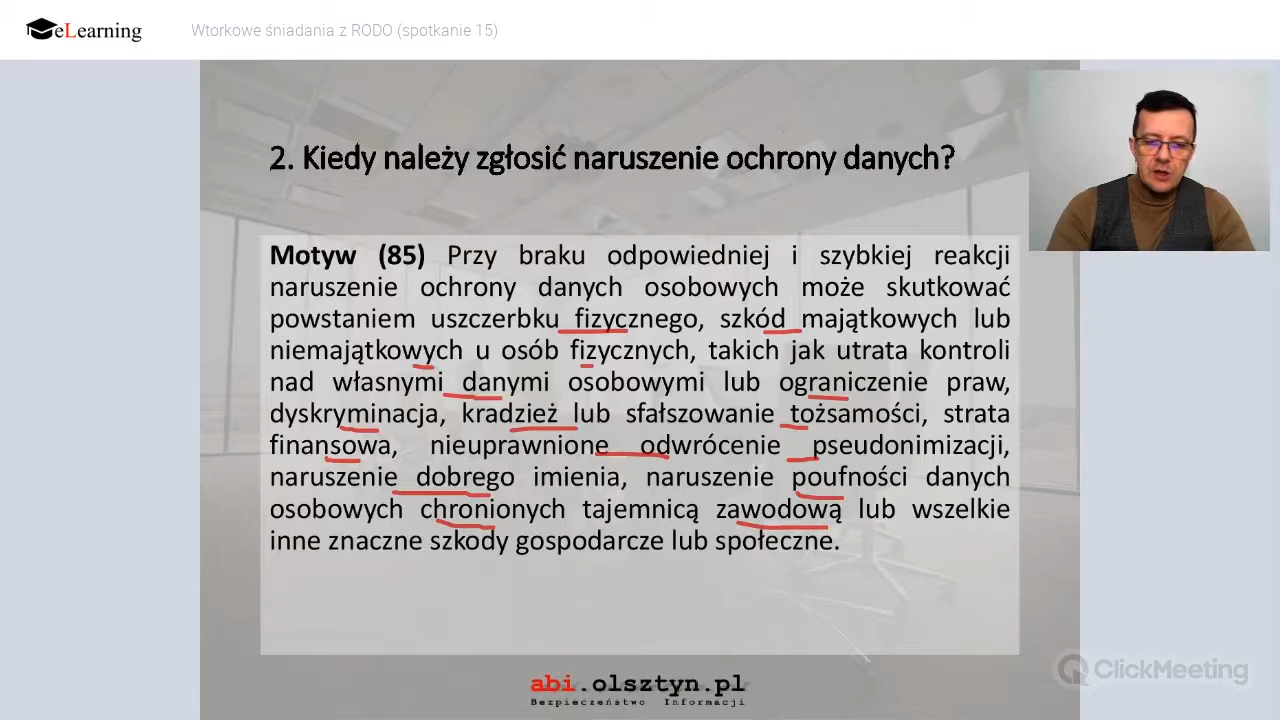 eLearning
Wtorkowe śniadania z RODO (spotkanie 15)
2. Kiedy należy zgłosić naruszenie ochrony danych?
Motyw (85) Przy braku odpowiedniej i szybkiej reakcji
naruszenie ochrony danych osobowych może skutkować
powstaniem uszczerbku fizycznego, szkód majątkowych lub
niemajątkowych u osób fizycznych, takich jak utrata kontroli
nad własnymi danymi osobowymi lub ograniczenie praw,
dyskryminacja, kradzież lub sfałszowanie tożsamości, strata
finansowa, nieuprawnione odwrócenie pseudonimizacji,
naruszenie dobrego imienia, naruszenie poufności danych
osobowych chronionych tajemnicą zawodową lub wszelkie
inne znaczne szkody gospodarcze lub społeczne.
abi.olsztyn.pl
Bezpieczeństwo Informacji
ClickMeeting